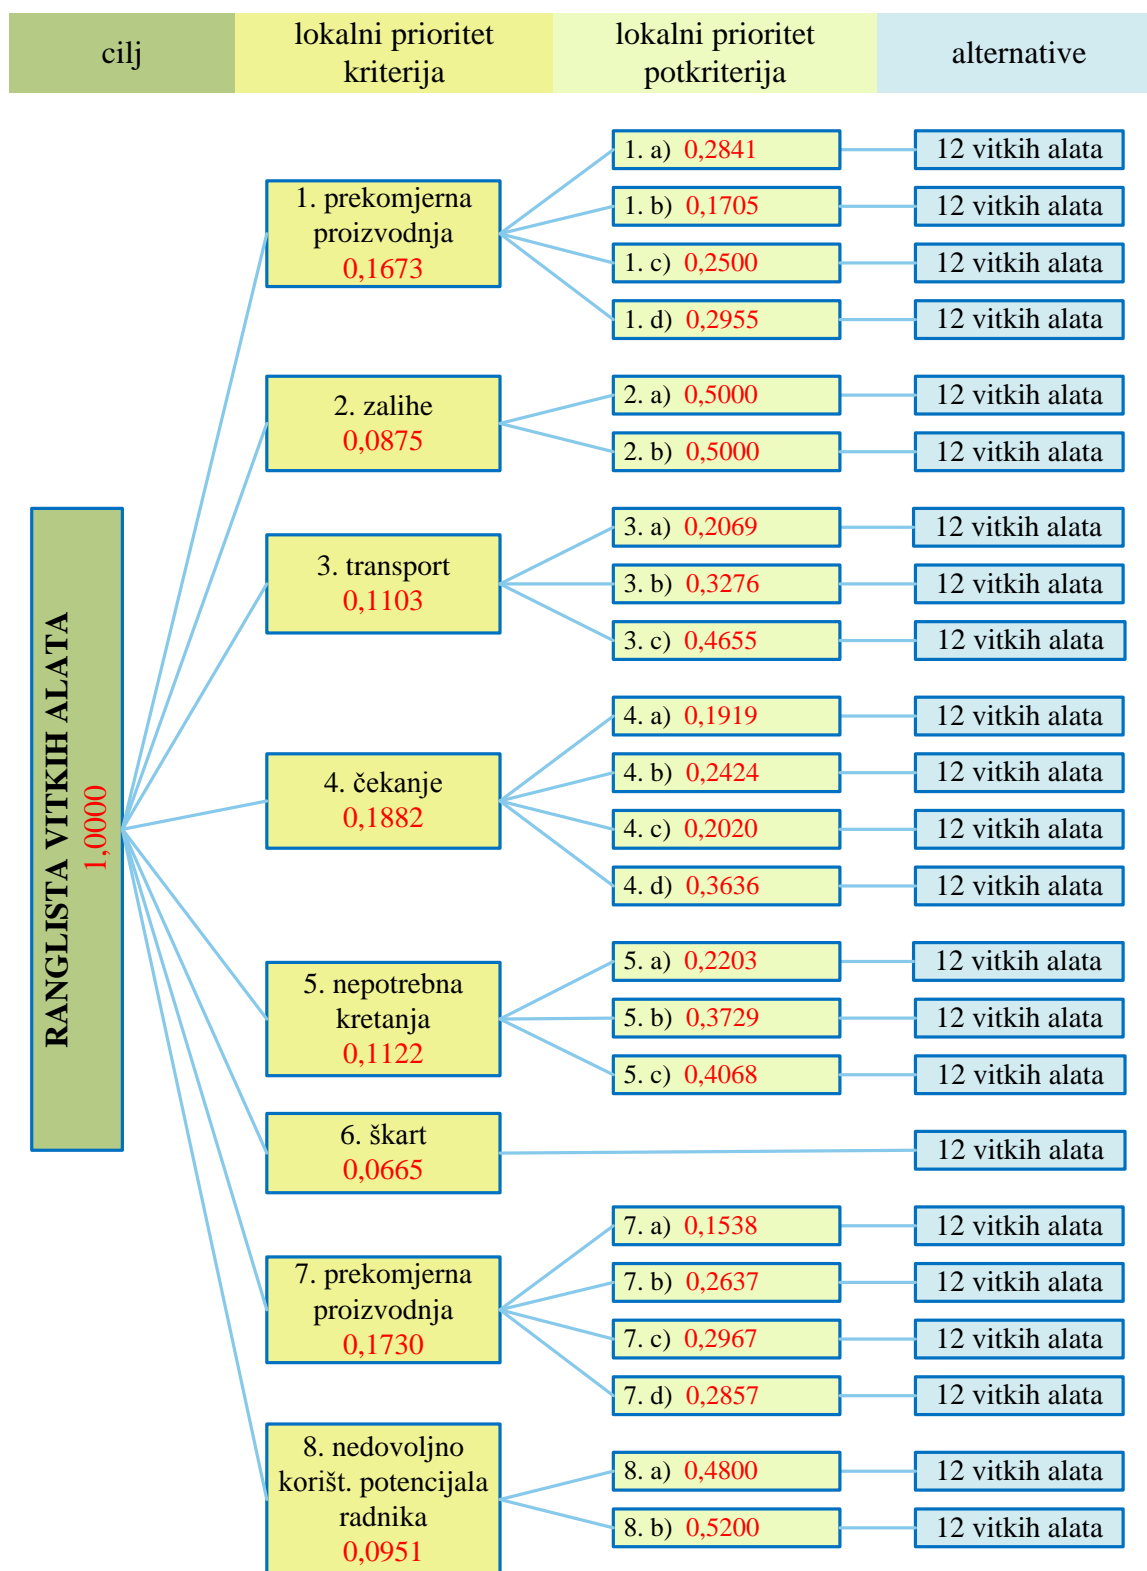 cilj
lokalni prioritet
kriterija
lokalni prioritet
potkriterija
alternative
RANGLISTA VITKIH ALATA
1,0000
1. prekomjerna
proizvodnja
0,1673
1. a) 0,2841
12 vitkih alata
1. b) 0,1705
12 vitkih alata
1. c) 0,2500
12 vitkih alata
1. d) 0,2955
12 vitkih alata
2. zalihe
0,0875
2. a) 0,5000
12 vitkih alata
2. b) 0,5000
12 vitkih alata
3. transport
0,1103
3. a) 0,2069
12 vitkih alata
3. b) 0,3276
12 vitkih alata
3. c) 0,4655
12 vitkih alata
4. čekanje
0,1882
4. a) 0,1919
12 vitkih alata
4. b) 0,2424
12 vitkih alata
4. c) 0,2020
12 vitkih alata
4. d) 0,3636
12 vitkih alata
5. nepotrebna
kretanja
0,1122
5. a) 0,2203
12 vitkih alata
5. b) 0,3729
12 vitkih alata
5. c) 0,4068
12 vitkih alata
6. škart
0,0665
12 vitkih alata
7. prekomjerna
proizvodnja
0,1730
7. a) 0,1538
12 vitkih alata
7. b) 0,2637
12 vitkih alata
7. c) 0,2967
12 vitkih alata
7. d) 0,2857
12 vitkih alata
8. nedovoljno
korišt. potencijala
radnika
0,0951
8. a) 0,4800
12 vitkih alata
8. b) 0,5200
12 vitkih alata